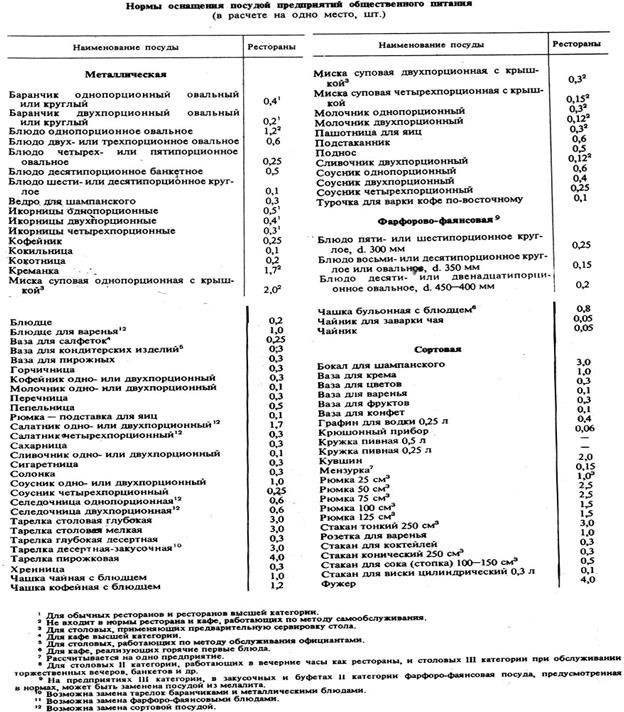 Нормы оснащения посудой предприятий общественного питания
(в расчете на одно место, шт.)
Наименование посуды Рестораны
Металлическая
Баранчик однопорционный овальный
или круглый 0,4¹
Баранчик двухпорционный овальный
или круглый 0,2¹
Блюдо однопорционное овальное 1,2²
Блюдо двух- или трехпорционное овальное 0,6
Блюдо четырех- или пятипорционное
овальное 0,25
Блюдо десятипорционное банкетное 0,5
Блюдо шести- или десятипорционное круг-
лое 0,1
Ведро для шампанского 0,3
Икорницы однопорционные 0,5¹
Икорницы двухпорционные 0,4¹
Икорницы четырехпорционные 0,3¹
Кофейник 0,25
Кокильница 0,1
Кокотница 0,2
Креманка 1,7²
Миска суповая однопорционная с крыш-
кой³ 2,0²
Наименование посуды Рестораны
Миска суповая двухпорционная с крыш-
кой³ 0,3²
Миска суповая четырехпорционная с крыш-
кой 0,15²
Молочник однопорционный 0,3²
Молочник двухпорционный 0,12²
Пашотница для яиц 0,3²
Подстаканник 0,6
Поднос 0,5
Сливочник двухпорционный 0,12²
Соусник однопорционный 0,6
Соусник двухпорционный 0,4
Соусник четырехпорционный 0,25
Турочка для варки кофе по-восточному 0,1
Фарфорово-фаянсовая ⁹
Блюдо пяти- или шестипорционное круг-
лое, d. 300 мм 0,25
Блюдо восьми- или десятипорционное круг-
лое или овальное, d. 350 мм 0,15
Блюдо десяти- или двенадцатипорци-
онное овальное, d. 450—400 мм 0,2
Блюдце 0,2
Блюдце для варенья¹² 1,0
Ваза для салфеток⁴ 0,25
Ваза для кондитерских изделий⁵ 0,3
Ваза для пирожных 0,3
Горчичница 0,3
Кофейник одно- или двухпорционный 0,3
Молочник одно- или двухпорционный 0,1
Перечница 0,3
Пепельница 0,5
Рюмка — подставка для яиц 0,1
Салатник одно- или двухпорционный¹² 1,7
Салатник четырехпорционный¹² 0,3
Сахарница 0,3
Сливочник одно- или двухпорционный 0,1
Сигаретница 0,3
Солонка 0,3
Соусник одно- или двухпорционный 1,0
Соусник четырехпорционный 0,25
Селедочница однопорционная¹² 0,6
Селедочница двухпорционная¹² 0,6
Тарелка столовая глубокая 3,0
Тарелка столовая мелкая 3,0
Тарелка глубокая десертная 0,3
Тарелка десертная-закусочная¹⁰ 3,0
Тарелка пирожковая 4,0
Хренница 0,3
Чашка чайная с блюдцем 1,0
Чашка кофейная с блюдцем 1,2
Чашка бульонная с блюдцем⁶ 0,8
Чайник для заварки чая 0,05
Чайник 0,05
Сортовая
Бокал для шампанского 3,0
Ваза для крема 1,0
Ваза для цветов 0,3
Ваза для варенья 0,1
Ваза для фруктов 0,3
Ваза для конфет 0,1
Графин для водки 0,25 л 0,4
Крюшонный прибор 0,06
Кружка пивная 0,5 л —
Кружка пивная 0,25 л —
Кувшин 2,0
Мензурка⁷ 0,15
Рюмка 25 см³ 1,0³
Рюмка 50 см³ 2,5
Рюмка 75 см³ 2,5
Рюмка 100 см³ 1,5
Рюмка 125 см³ 1,5
Стакан тонкий 250 см³ 3,0
Розетка для варенья 1,0
Стакан для коктейлей 0,3
Стакан конический 250 см³ 0,3
Стакан для сока (стопка) 100—150 см³ 0,5
Стакан для виски цилиндрический 0,3 л 0,1
Фужер 4,0
¹ Для обычных ресторанов и ресторанов высшей категории.
² Не входит в нормы ресторана и кафе, работающих по методу самообслуживания.
³ Для столовых, применяющих предварительную сервировку стола.
⁴ Для кафе высшей категории.
⁵ Для столовых, работающих по методу обслуживания официантами.
⁶ Для кафе, реализующих горячие первые блюда.
⁷ Рассчитывается на одно предприятие.
⁸ Для столовых II категории, работающих в вечерние часы как рестораны, и столовых III категории при обслуживании
торжественных вечеров, банкетов и др.
⁹ На предприятиях III категории, в закусочных и буфетах II категории фарфоро-фаянсовая посуда, предусмотренная
в нормах, может быть заменена посудой из мелалита.
¹⁰ Возможна замена тарелок баранчиками и металлическими блюдами.
¹¹ Возможна замена фарфоро-фаянсовыми блюдами.
¹² Возможна замена сортовой посудой.